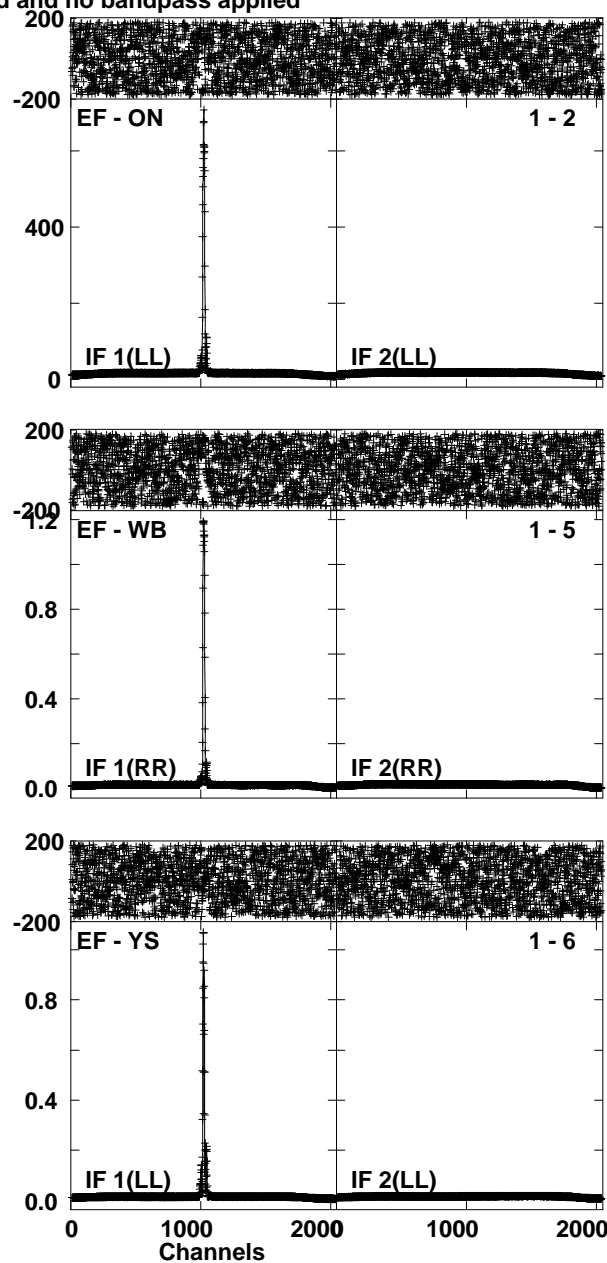 d and no bandpass applied
200
-200
EF - ON 1 - 2
400
IF 1(LL) IF 2(LL)
0
200
-200
1.2
EF - WB 1 - 5
0.8
0.4
IF 1(RR) IF 2(RR)
0.0
200
-200
EF - YS 1 - 6
0.8
0.4
IF 1(LL) IF 2(LL)
0.0
0 1000 2000 0 1000 2000
Channels